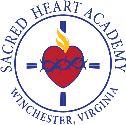 SACRED HEART ACADEMY
WINCHESTER, VIRGINIA